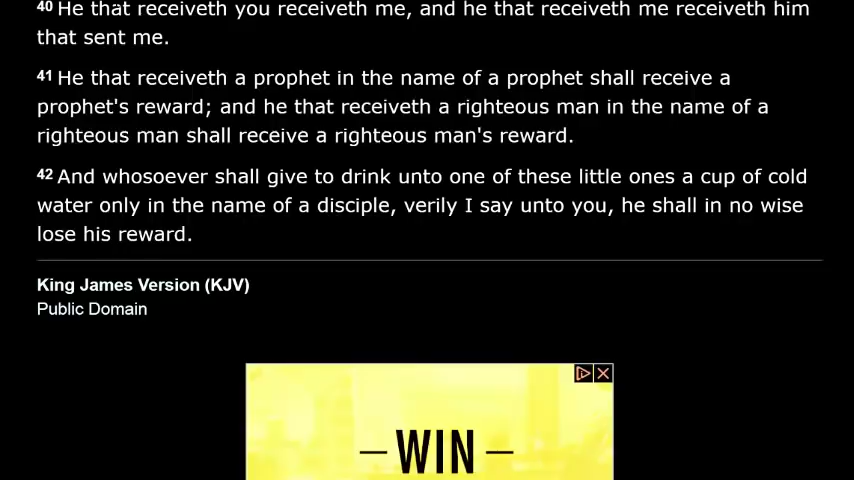 40 He that receiveth you receiveth me, and he that receiveth me receiveth him
that sent me.
41 He that receiveth a prophet in the name of a prophet shall receive a
prophet's reward; and he that receiveth a righteous man in the name of a
righteous man shall receive a righteous man's reward.
42 And whosoever shall give to drink unto one of these little ones a cup of cold
water only in the name of a disciple, verily I say unto you, he shall in no wise
lose his reward.
King James Version (KJV)
Public Domain
— WIN —